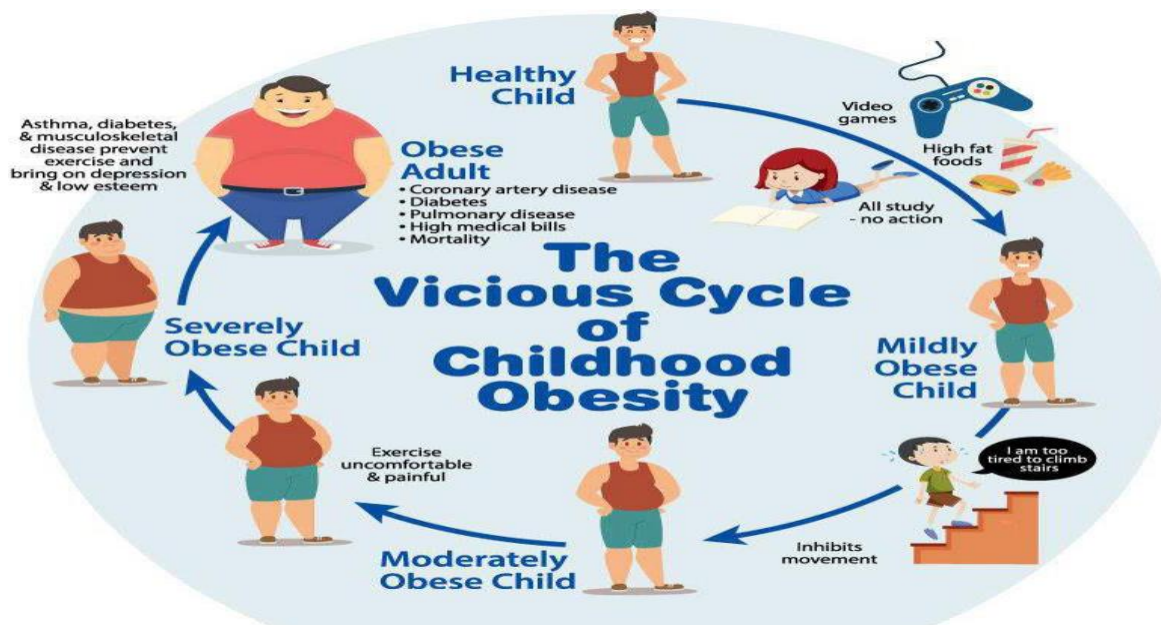 The
Vicious Cycle
of
Childhood
Obesity
Healthy
Child
Video
games
High fat
foods
All study
- no action
Mildly
Obese
Child
I am too
tired to climb
stairs
Inhibits
movement
Moderately
Obese Child
Exercise
uncomfortable
& painful
Severely
Obese Child
Asthma, diabetes,
& musculoskeletal
disease prevent
exercise and
bring on depression
& low esteem
Obese
Adult
• Coronary artery disease
• Diabetes
• Pulmonary disease
• High medical bills
• Mortality